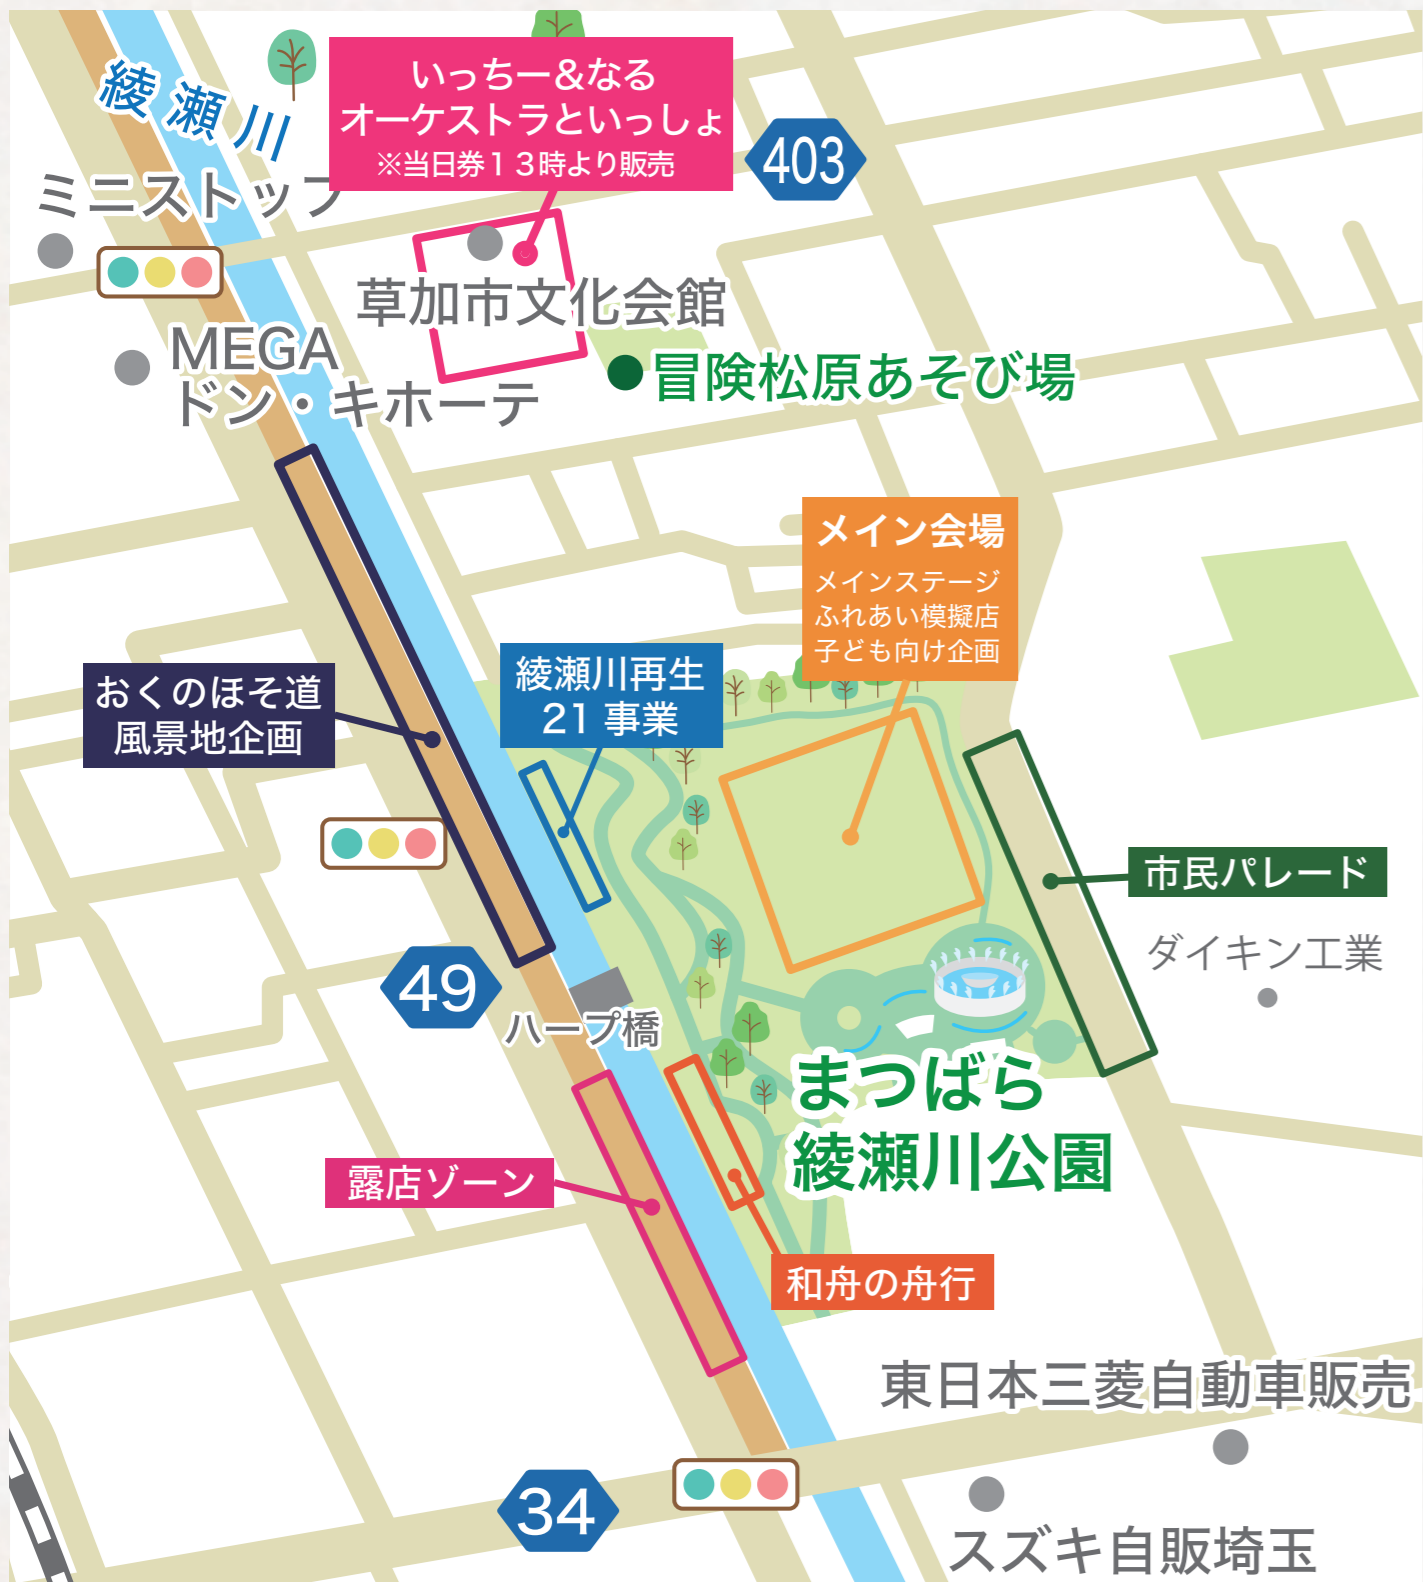 いっちー&なる
オーケストラといっしょ
※当日券13時より販売
綾瀬川
403
ミニストップ
草加市文化会館
MEGA
ドン・キホーテ
冒険松原あそび場
メイン会場
メインステージ
ふれあい模擬店
子ども向け企画
おくのほそ道
風景地企画
綾瀬川再生
21事業
市民パレード
ダイキン工業
49
ハープ橋
まつばら
綾瀬川公園
露店ゾーン
和舟の舟行
東日本三菱自動車販売
34
スズキ自販埼玉